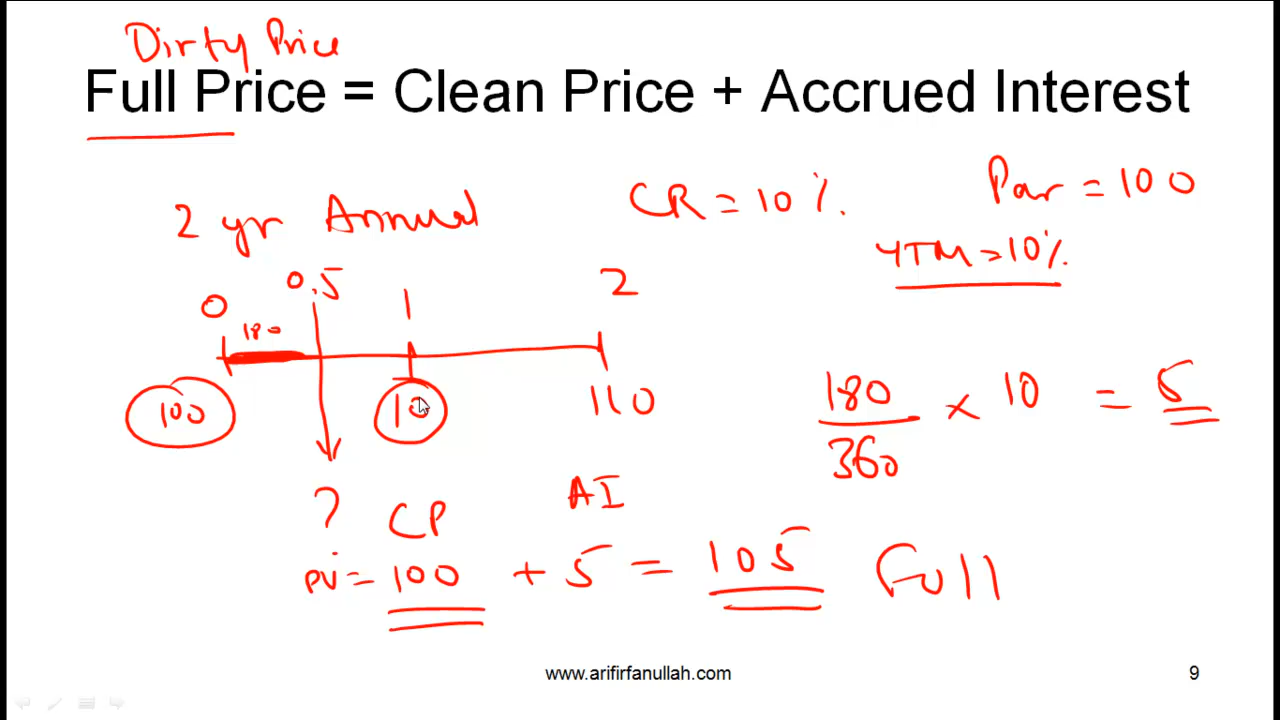 Dirty Price
Full Price = Clean Price + Accrued Interest
2 yr Annual
CR = 10%.
Par = 100
YTM = 10%.
0 0.5 1 2
180
100 10 110
180/360 × 10 = 5
? CP AI
PV = 100 + 5 = 105 Full
www.arifirfanullah.com 9